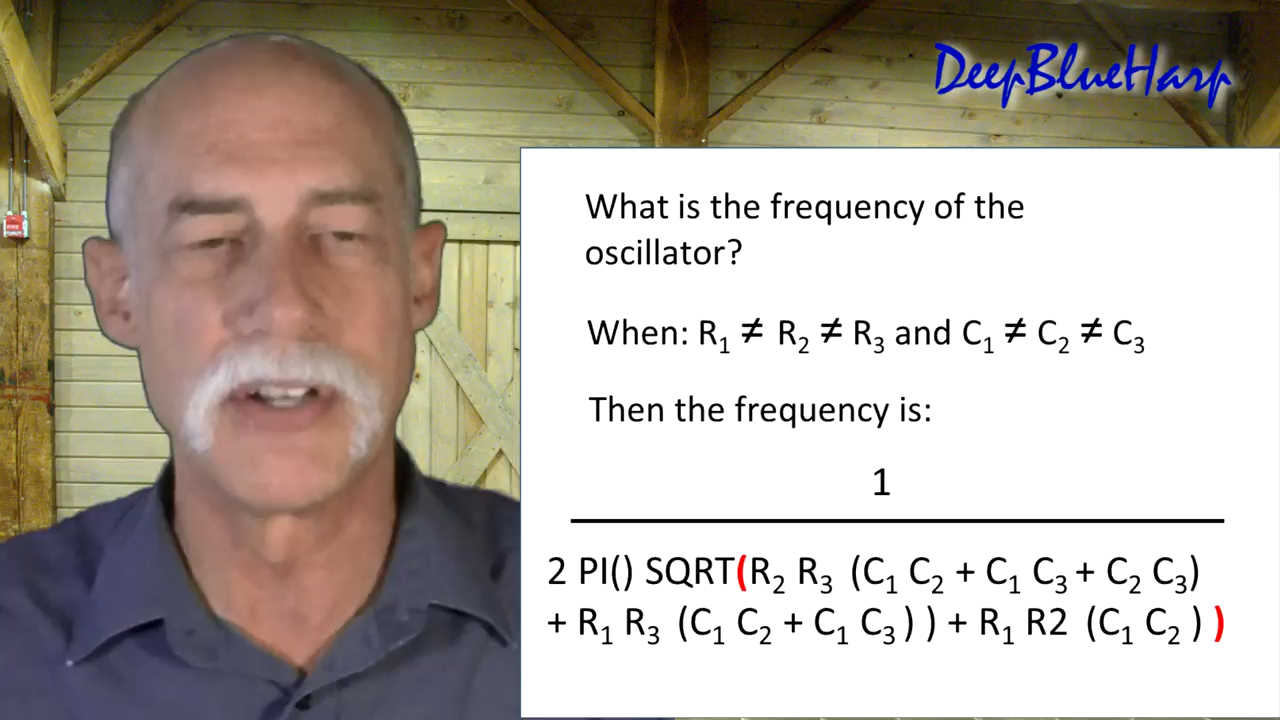 DeepBlueHarp
What is the frequency of the
oscillator?
When: R₁ ≠ R₂ ≠ R₃ and C₁ ≠ C₂ ≠ C₃
Then the frequency is:
1
2 PI() SQRT(R₂ R₃ (C₁ C₂ + C₁ C₃ + C₂ C₃)
+ R₁ R₃ (C₁ C₂ + C₁ C₃ ) ) + R₁ R2 (C₁ C₂ ) )
FIRE